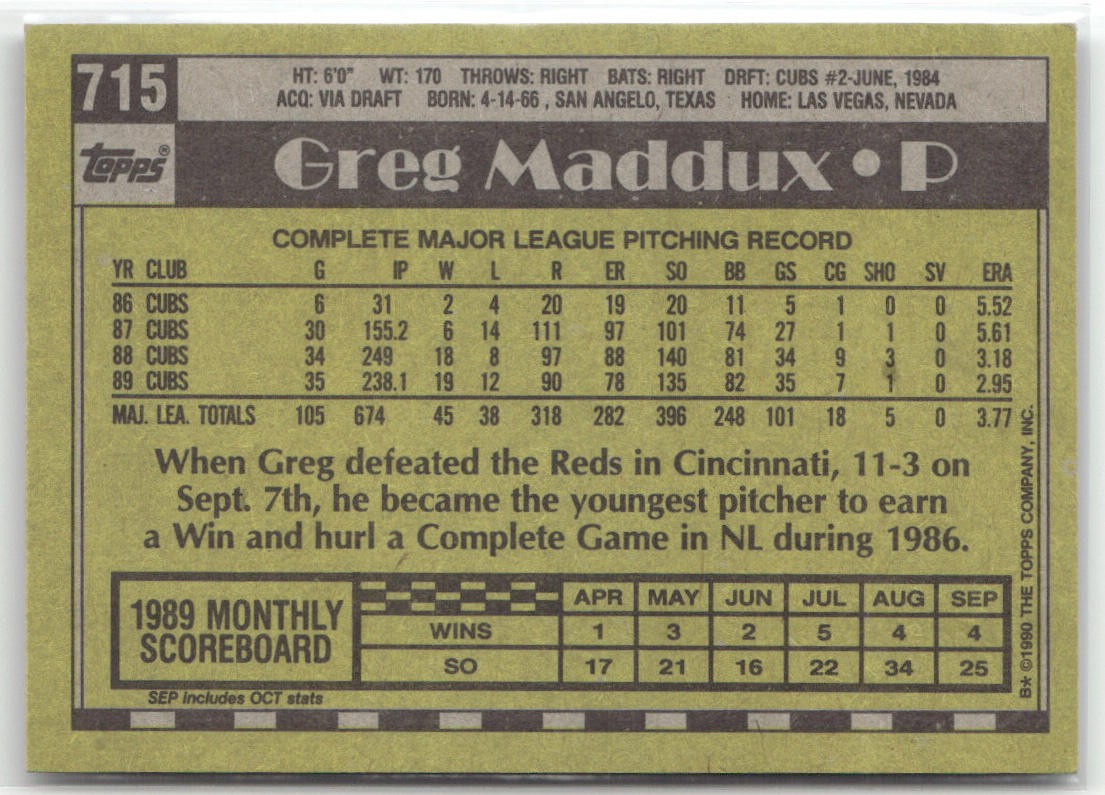 715
HT: 6'0" WT: 170 THROWS: RIGHT BATS: RIGHT DRFT: CUBS #2-JUNE, 1984
ACQ: VIA DRAFT BORN: 4-14-66 , SAN ANGELO, TEXAS HOME: LAS VEGAS, NEVADA
topps®
Greg Maddux • P
COMPLETE MAJOR LEAGUE PITCHING RECORD
YR CLUB G IP W L R ER SO BB GS CG SHO SV ERA
86 CUBS 6 31 2 4 20 19 20 11 5 1 0 0 5.52
87 CUBS 30 155.2 6 14 111 97 101 74 27 1 1 0 5.61
88 CUBS 34 249 18 8 97 88 140 81 34 9 3 0 3.18
89 CUBS 35 238.1 19 12 90 78 135 82 35 7 1 0 2.95
MAJ. LEA. TOTALS 105 674 45 38 318 282 396 248 101 18 5 0 3.77
When Greg defeated the Reds in Cincinnati, 11-3 on
Sept. 7th, he became the youngest pitcher to earn
a Win and hurl a Complete Game in NL during 1986.
1989 MONTHLY
SCOREBOARD
APR MAY JUN JUL AUG SEP
WINS 1 3 2 5 4 4
SO 17 21 16 22 34 25
SEP includes OCT stats
B* ©1990 THE TOPPS COMPANY, INC.